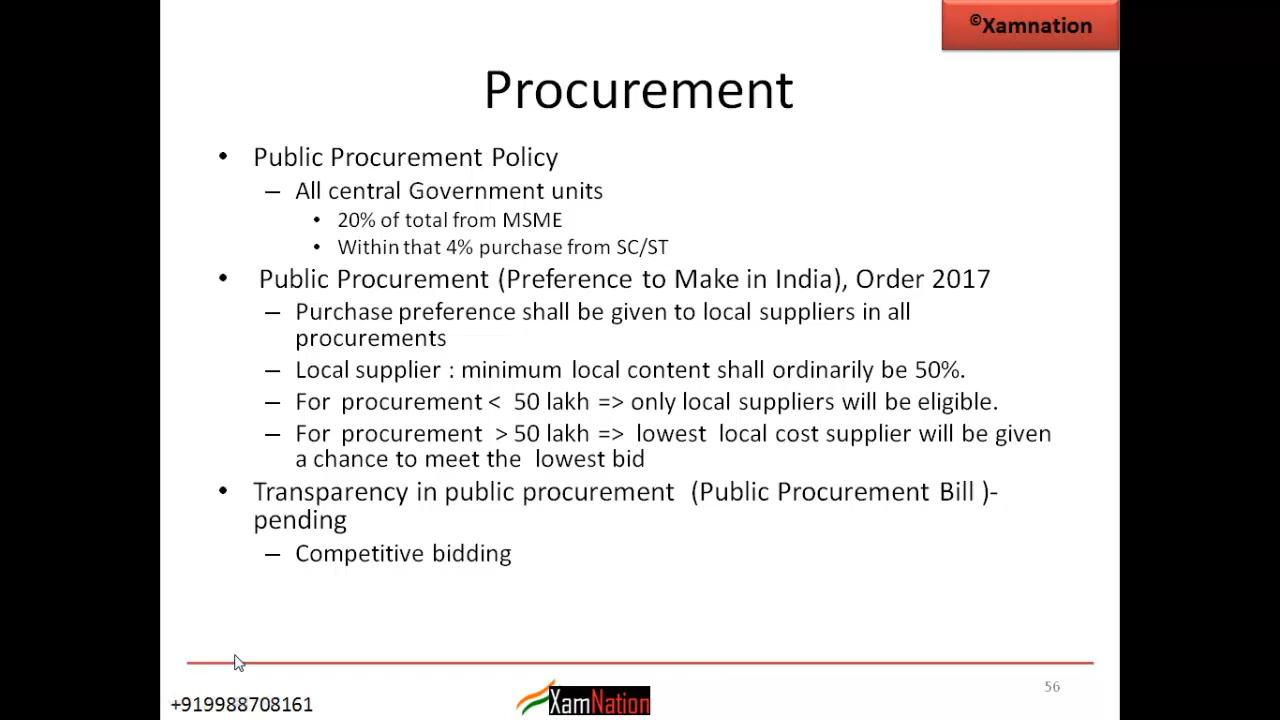 ©Xamnation
Procurement
• Public Procurement Policy
– All central Government units
• 20% of total from MSME
• Within that 4% purchase from SC/ST
• Public Procurement (Preference to Make in India), Order 2017
– Purchase preference shall be given to local suppliers in all
procurements
– Local supplier : minimum local content shall ordinarily be 50%.
– For procurement < 50 lakh => only local suppliers will be eligible.
– For procurement > 50 lakh => lowest local cost supplier will be given
a chance to meet the lowest bid
• Transparency in public procurement (Public Procurement Bill )-
pending
– Competitive bidding
56
+919988708161
XamNation